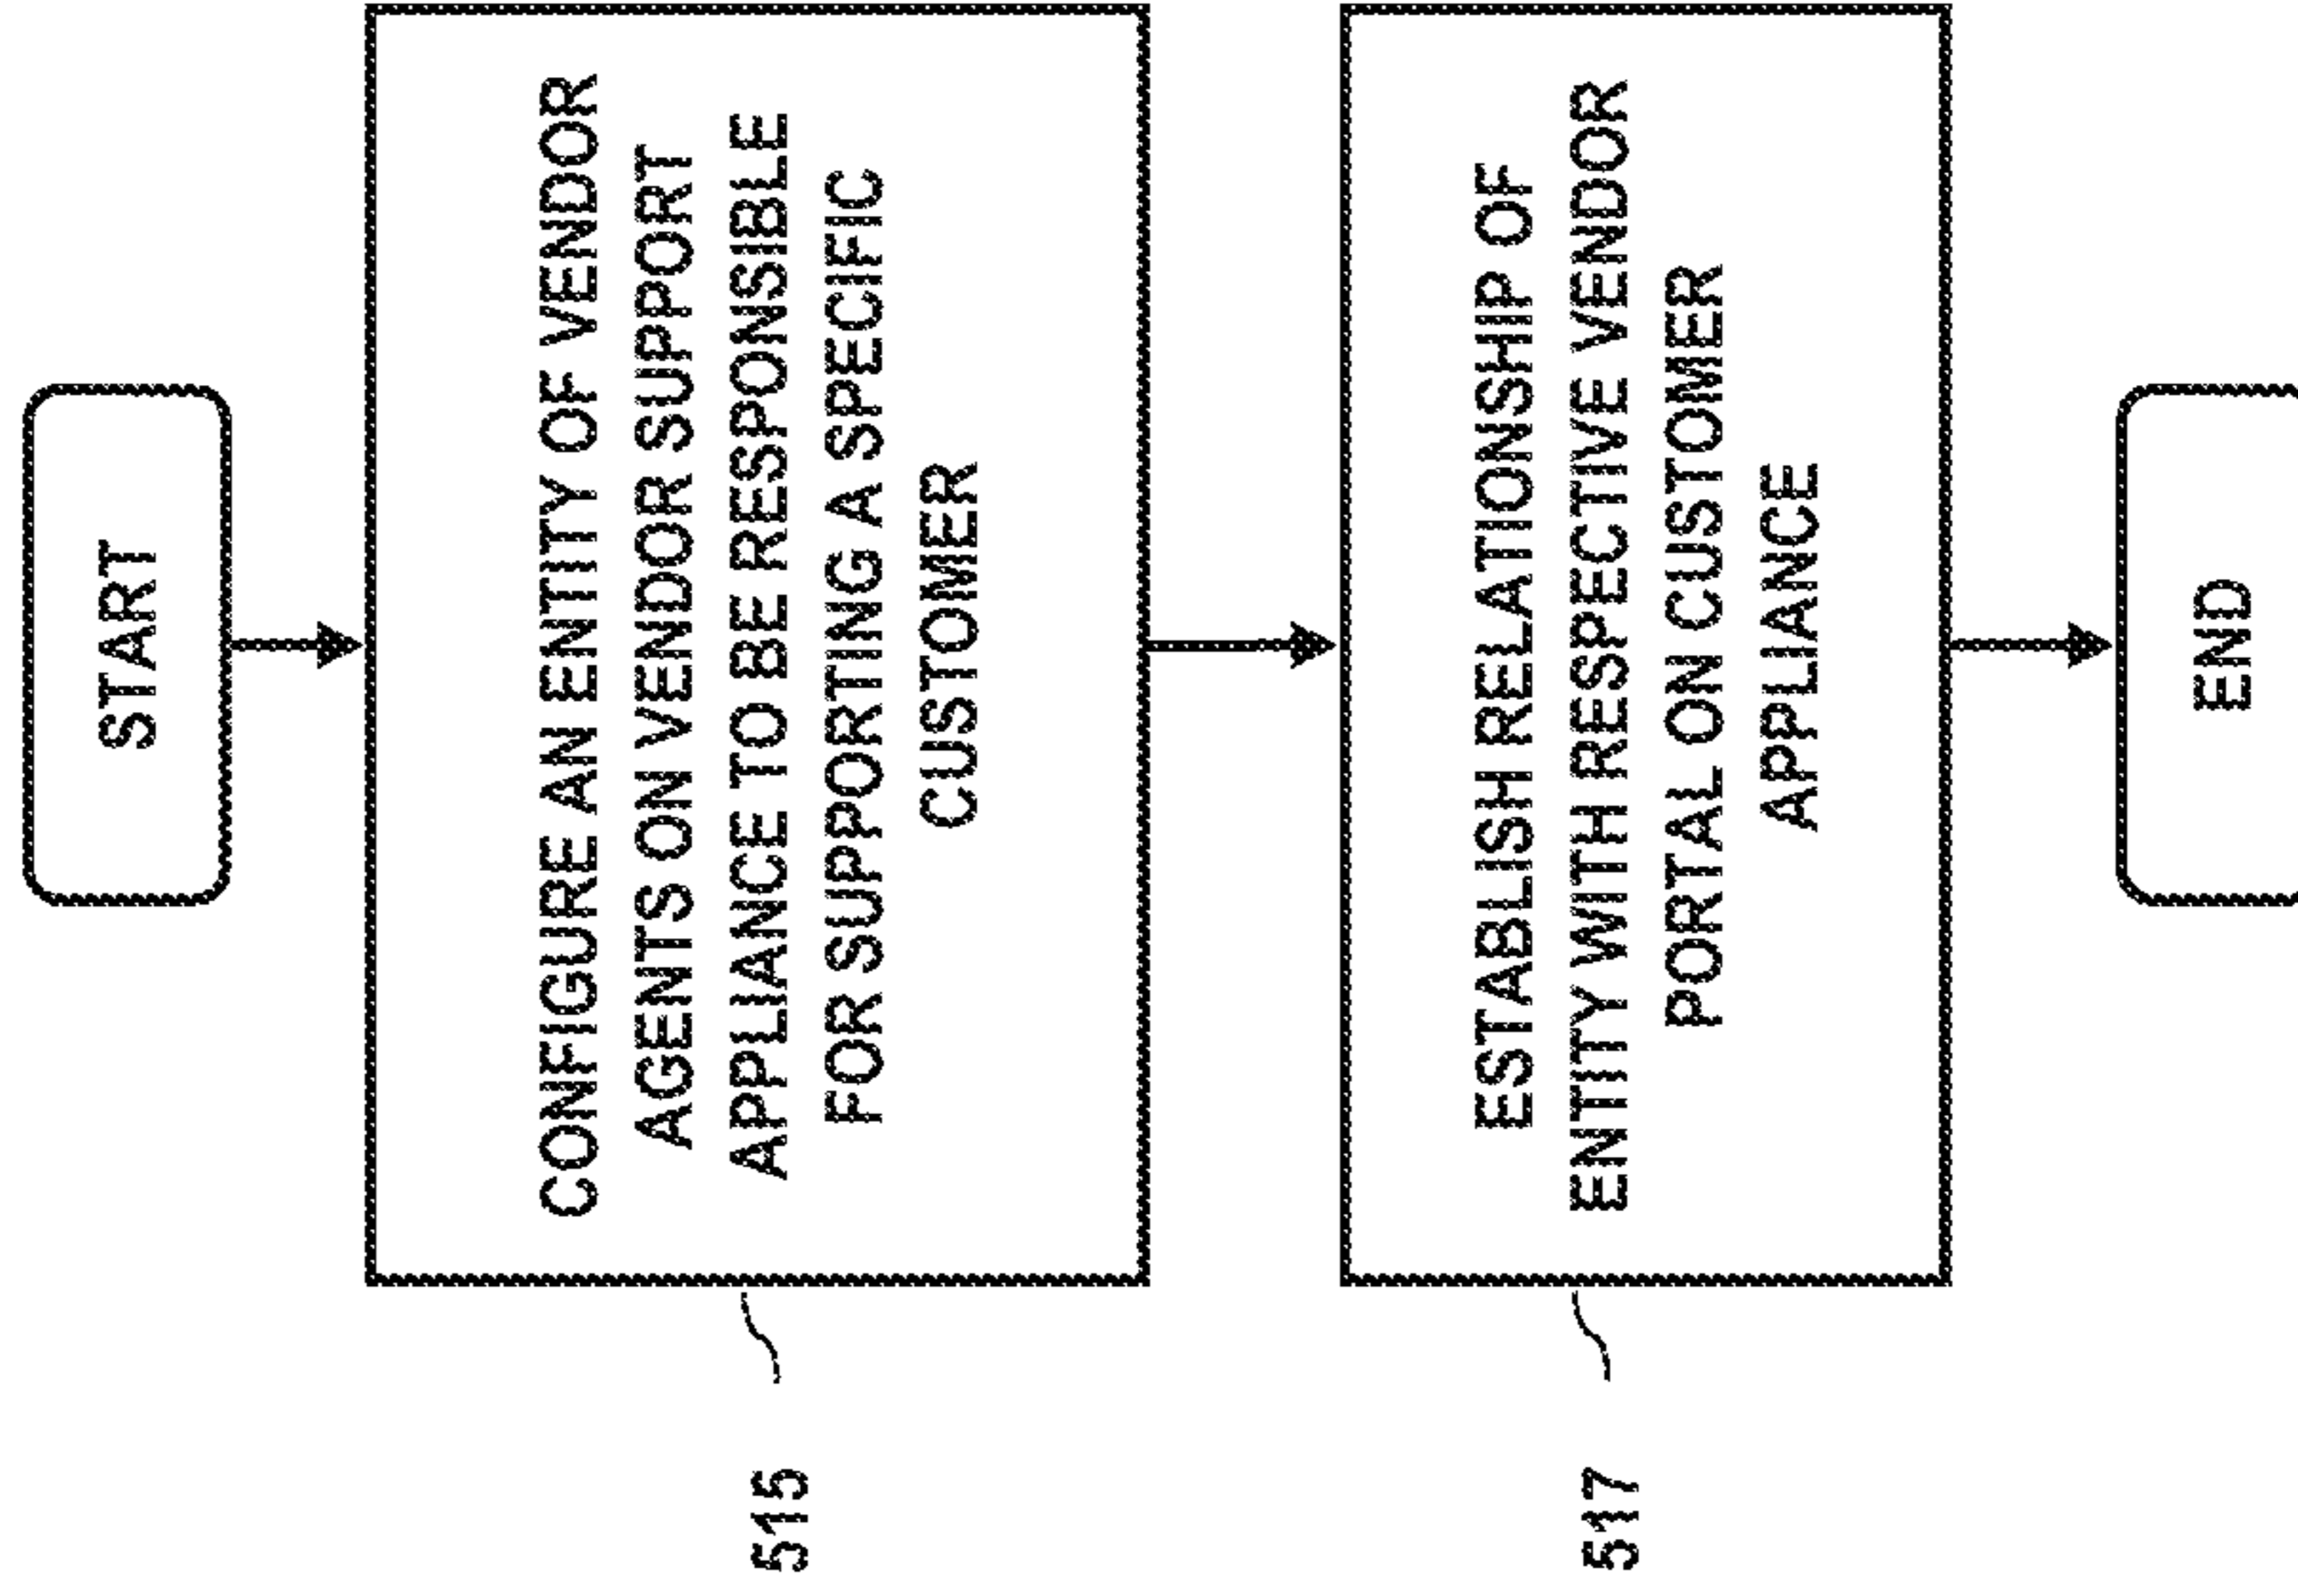 START
CONFIGURE AN ENTITY OF VENDOR
AGENTS ON VENDOR SUPPORT
APPLIANCE TO BE RESPONSIBLE
FOR SUPPORTING A SPECIFIC
CUSTOMER
515
ESTABLISH RELATIONSHIP OF
ENTITY WITH RESPECTIVE VENDOR
PORTAL ON CUSTOMER
APPLIANCE
517
END